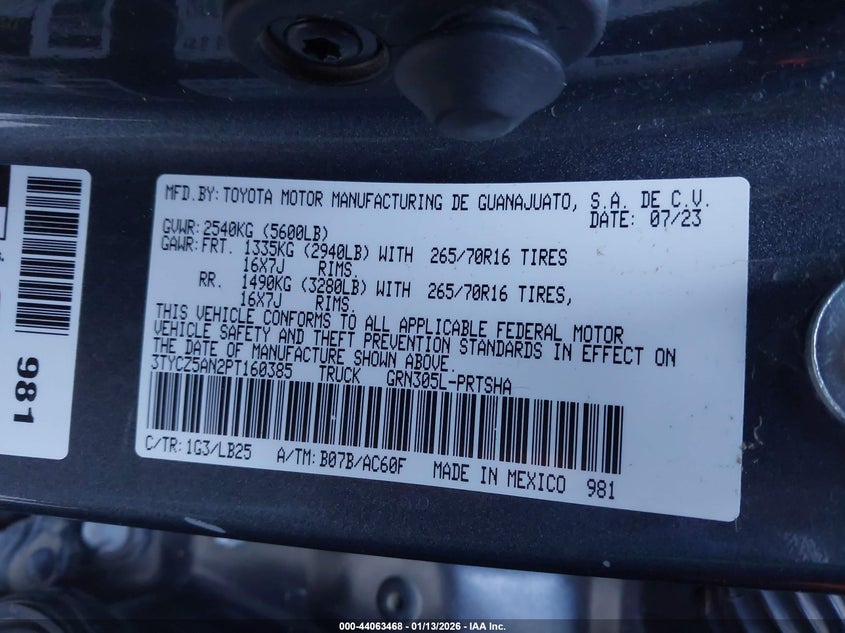 MFD.BY: TOYOTA MOTOR MANUFACTURING DE GUANAJUATO, S.A. DE C.V.
DATE: 07/23
GVWR: 2540KG (5600LB)
GAWR: FRT. 1335KG (2940LB) WITH 265/70R16 TIRES
16X7J RIMS.
RR. 1490KG (3280LB) WITH 265/70R16 TIRES,
16X7J RIMS.
THIS VEHICLE CONFORMS TO ALL APPLICABLE FEDERAL MOTOR
VEHICLE SAFETY AND THEFT PREVENTION STANDARDS IN EFFECT ON
THE DATE OF MANUFACTURE SHOWN ABOVE.
3TYCZ5AN2PT160385 TRUCK GRN305L-PRTSHA
C/TR: 1G3/LB25 A/TM: B07B/AC60F MADE IN MEXICO 981
981
000-44063468 - 01/13/2026 - IAA Inc.